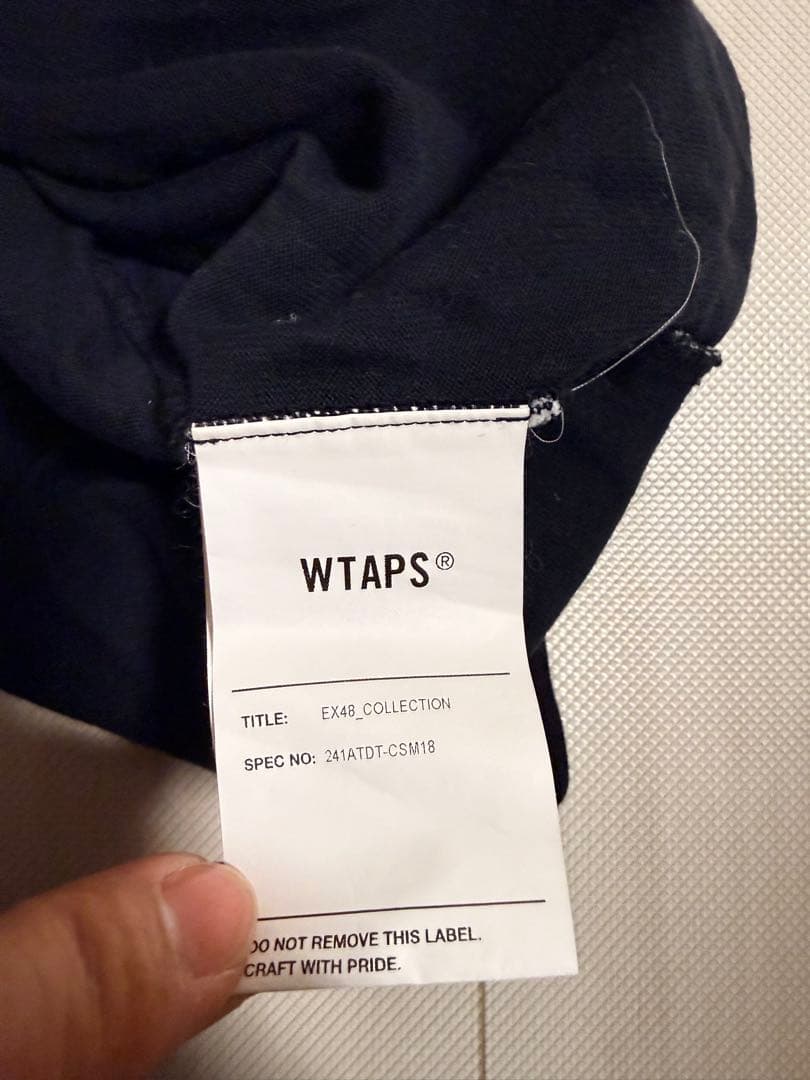 WTAPS®
TITLE: EX48_COLLECTION
SPEC NO: 241ATDT-CSM18
DO NOT REMOVE THIS LABEL.
CRAFT WITH PRIDE.